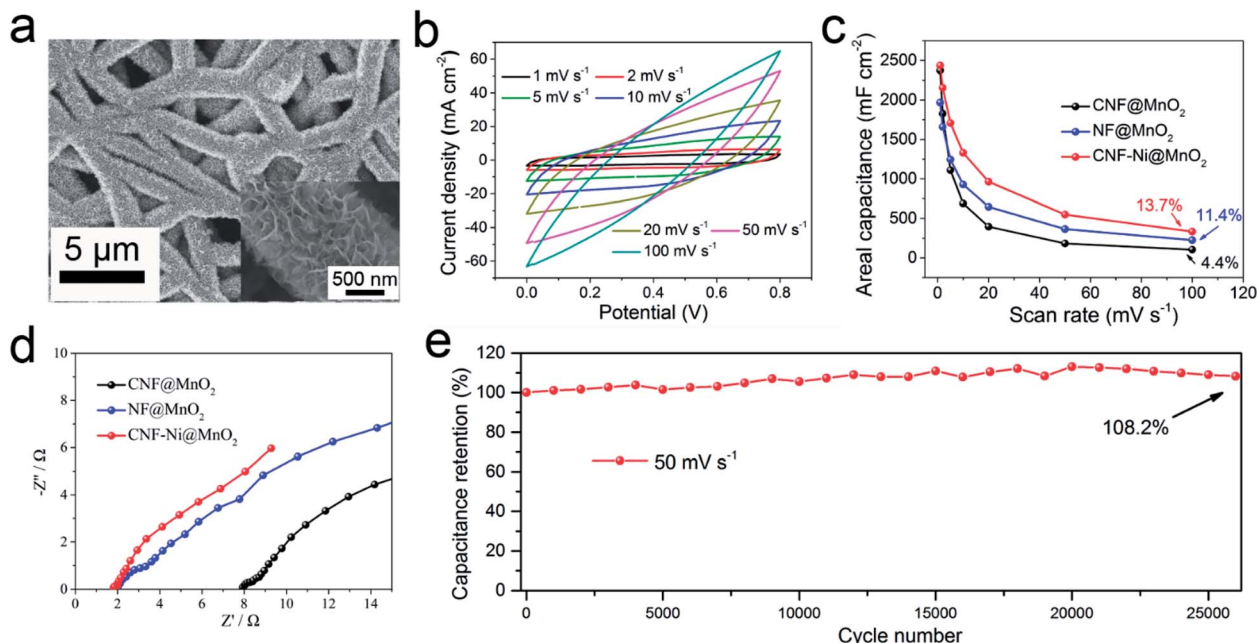 a
5 μm
500 nm
b
Current density (mA cm⁻²)
60
40
20
0
-20
-40
-60
1 mV s⁻¹ 2 mV s⁻¹
5 mV s⁻¹ 10 mV s⁻¹
20 mV s⁻¹ 50 mV s⁻¹
100 mV s⁻¹
0.0 0.2 0.4 0.6 0.8
Potential (V)
c
Areal capacitance (mF cm⁻²)
2500
2000
1500
1000
500
0
CNF@MnO₂
NF@MnO₂
CNF-Ni@MnO₂
13.7% 11.4%
4.4%
0 20 40 60 80 100 120
Scan rate (mV s⁻¹)
d
-Z''/ Ω
10
8
6
4
2
0
CNF@MnO₂
NF@MnO₂
CNF-Ni@MnO₂
0 2 4 6 8 10 12 14
Z'/ Ω
e
Capacitance retention (%)
120
100
80
60
40
20
0
108.2%
50 mV s⁻¹
0 5000 10000 15000 20000 25000
Cycle number